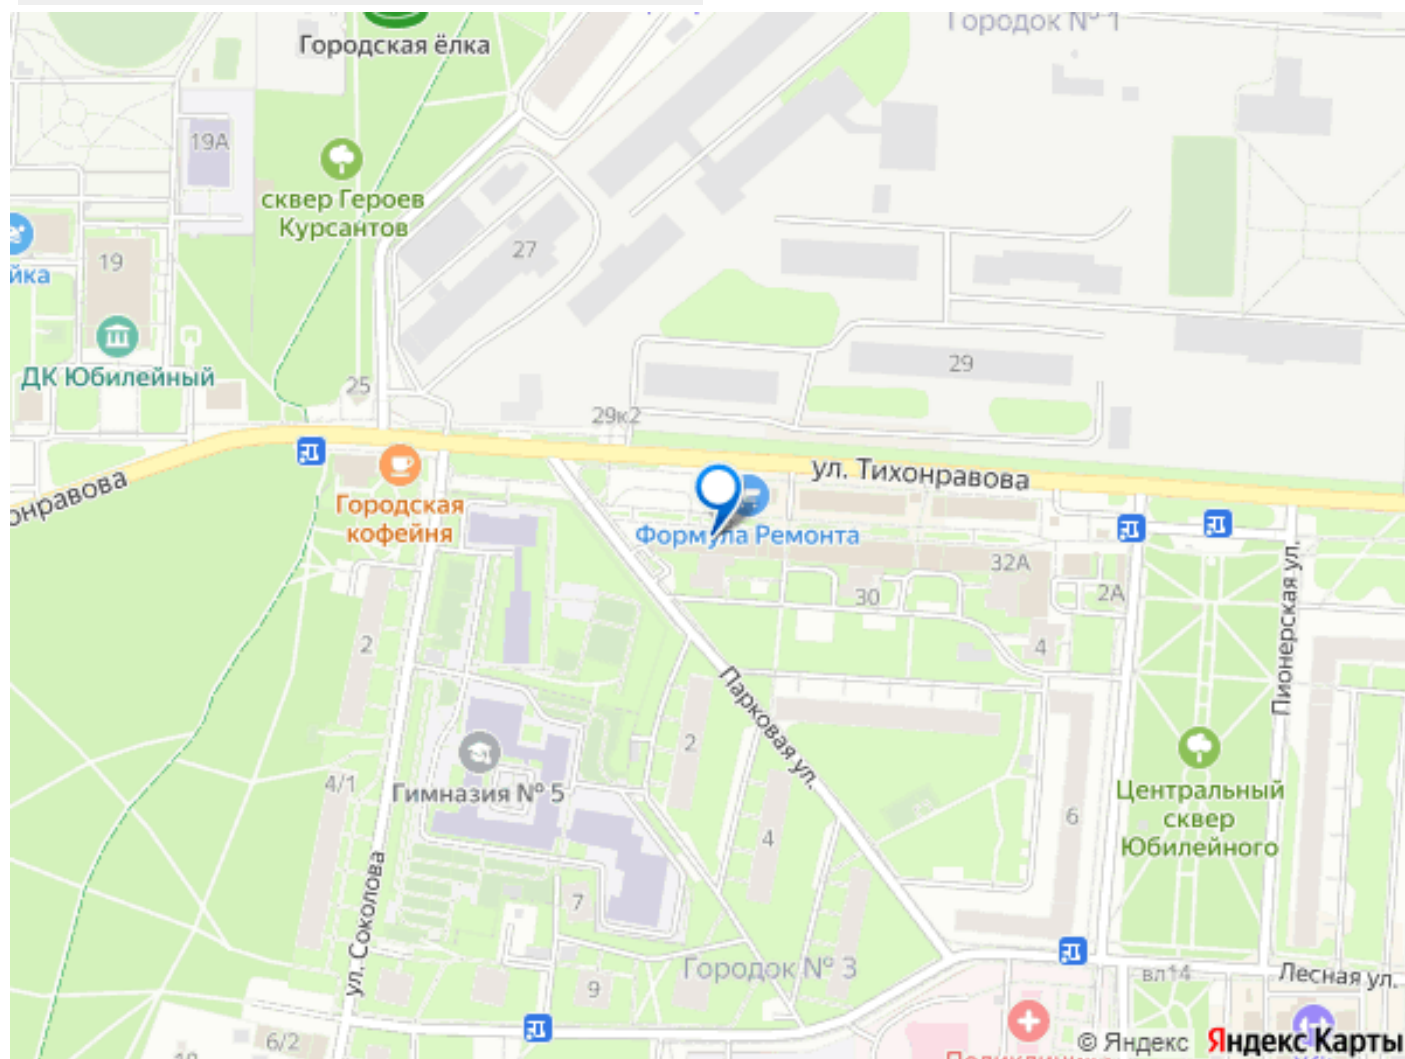 Городок № 1
Городская ёлка
19А
сквер Героев
Курсантов
27
19
йка
ДК Юбилейный
25
29
29к2
ул. Тихонравова
онравова
Городская
кофейня
Формула Ремонта
32А
30
2А
4
2
Пионерская ул.
Парковая ул.
2
Гимназия № 5
4/1
4
6
Центральный
сквер
Юбилейного
ул. Соколова
7
Городок № 3
9
вл14
Лесная ул.
6/2
© Яндекс Яндекс Карты